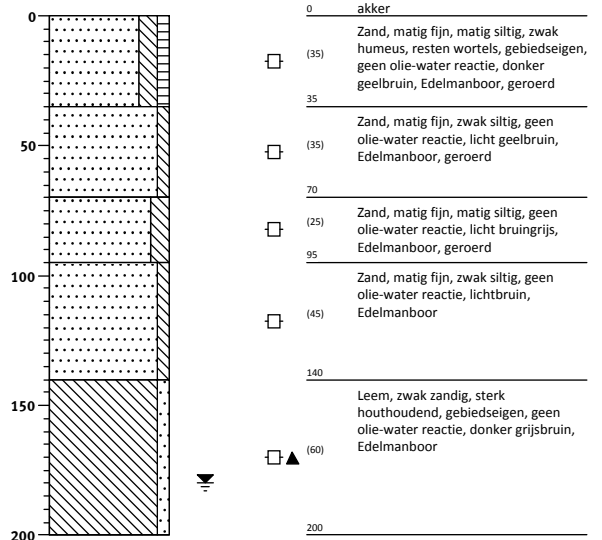 0
0
akker
Zand, matig fijn, matig siltig, zwak
humeus, resten wortels, gebiedseigen,
(35)
geen olie-water reactie, donker
geelbruin, Edelmanboor, geroerd
35
Zand, matig fijn, zwak siltig, geen
olie-water reactie, licht geelbruin,
50
(35)
Edelmanboor, geroerd
70
Zand, matig fijn, matig siltig, geen
(25)
olie-water reactie, licht bruingrijs,
Edelmanboor, geroerd
95
100
Zand, matig fijn, zwak siltig, geen
olie-water reactie, lichtbruin,
(45)
Edelmanboor
140
150
Leem, zwak zandig, sterk
houthoudend, gebiedseigen, geen
olie-water reactie, donker grijsbruin,
(60)
Edelmanboor
200
200